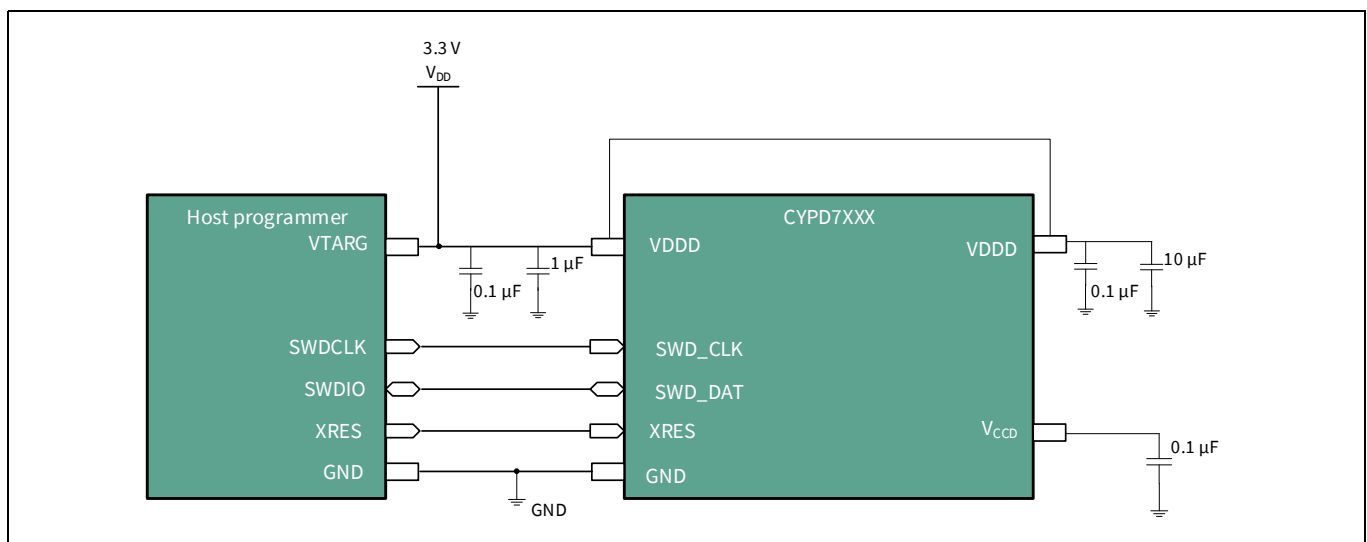 3.3 V
VDD
Host programmer
CYPD7XXX
VTARG
VDDD
VDDD
1 µF
0.1 µF
10 µF
0.1 µF
SWDCLK
SWD_CLK
SWDIO
SWD_DAT
XRES
XRES
VCCD
0.1 µF
GND
GND
GND